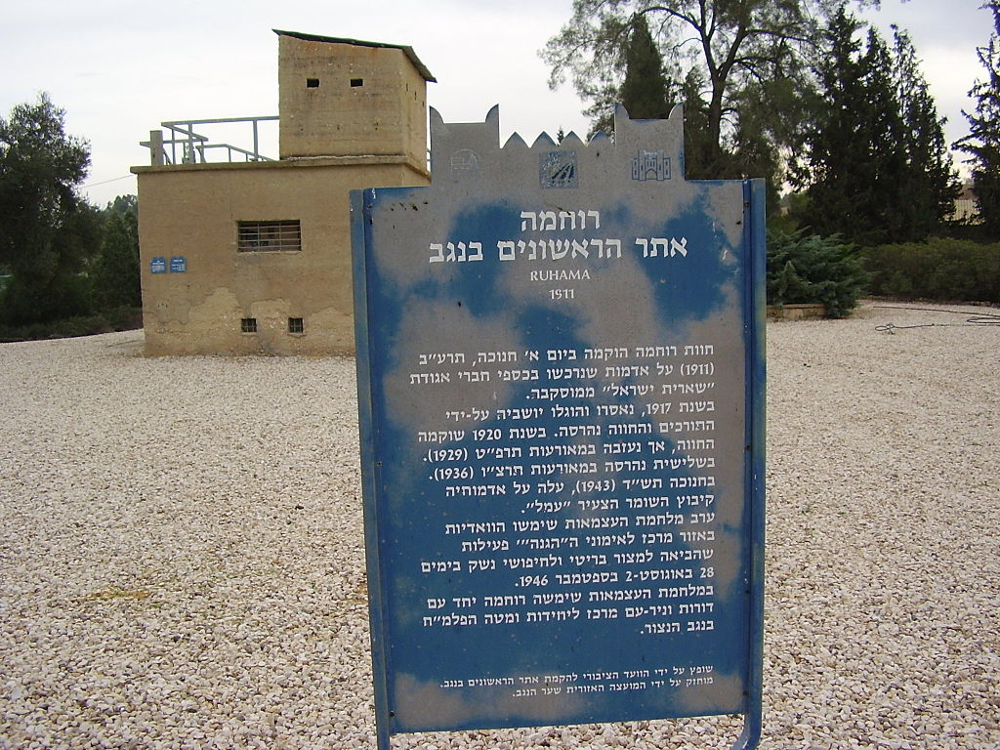 רוחמה
אתר הראשונים בנגב
RUHAMA
1911
חוות רוחמה הוקמה ביום א׳ חנוכה, תרע״ב
(1911) על אדמות שנרכשו בכספי חברי אגודת
״שארית ישראל״ ממוסקבה.
בשנת 1917, נאסרו והוגלו יושביה על-ידי
התורכים והחווה נהרסה. בשנת 1920 שוקמה
החווה, אך נעזבה במאורעות תרפ״ט (1929).
בשלישית נהרסה במאורעות תרצ״ו (1936).
בחנוכה תש״ד (1943), עלה על אדמותיה
קיבוץ השומר הצעיר ״עמל״.
ערב מלחמת העצמאות שימשו הוואדיות
באזור מרכז לאימוני ה״הגנה״׳ פעילות
שהביאה למצור בריטי ולחיפושי נשק בימים
28 באוגוסט-2 בספטמבר 1946.
במלחמת העצמאות שימשה רוחמה יחד עם
דורות וניר-עם מרכז ליחידות ומטה הפלמ״ח
בנגב הנצור.
שופץ על ידי הוועד הציבורי להקמת אתר הראשונים בנגב.
מוחזק על ידי המועצה האזורית שער הנגב.